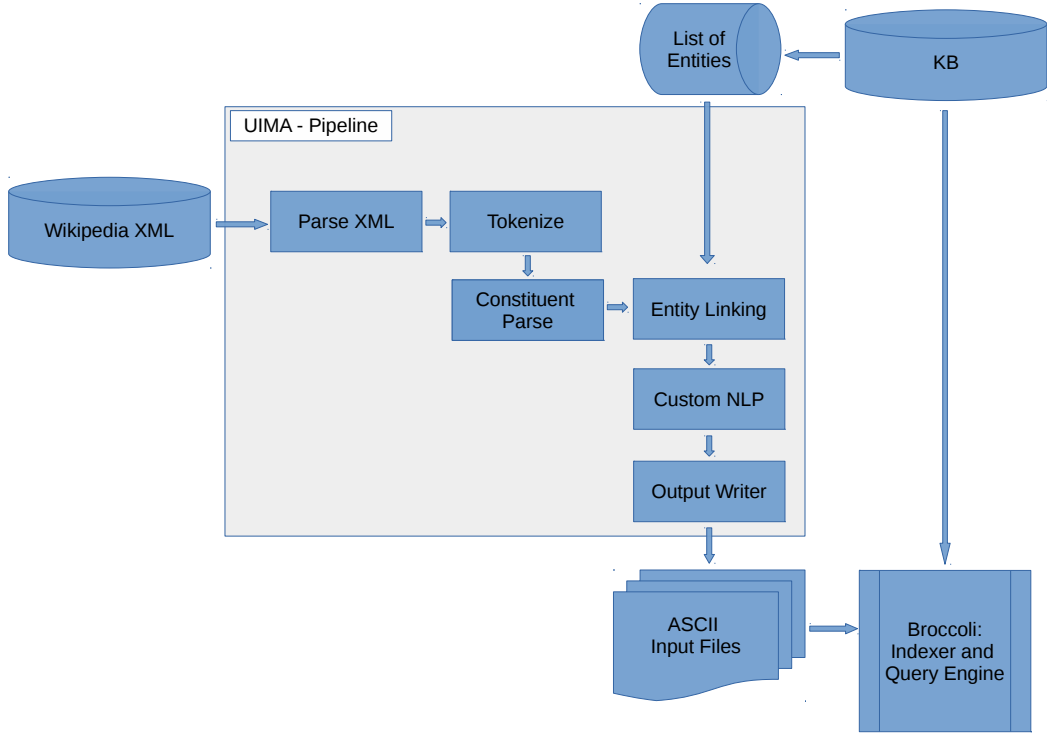 List of
Entities
KB
UIMA - Pipeline
Wikipedia XML
Parse XML
Tokenize
Constituent
Parse
Entity Linking
Custom NLP
Output Writer
ASCII
Input Files
Broccoli:
Indexer and
Query Engine